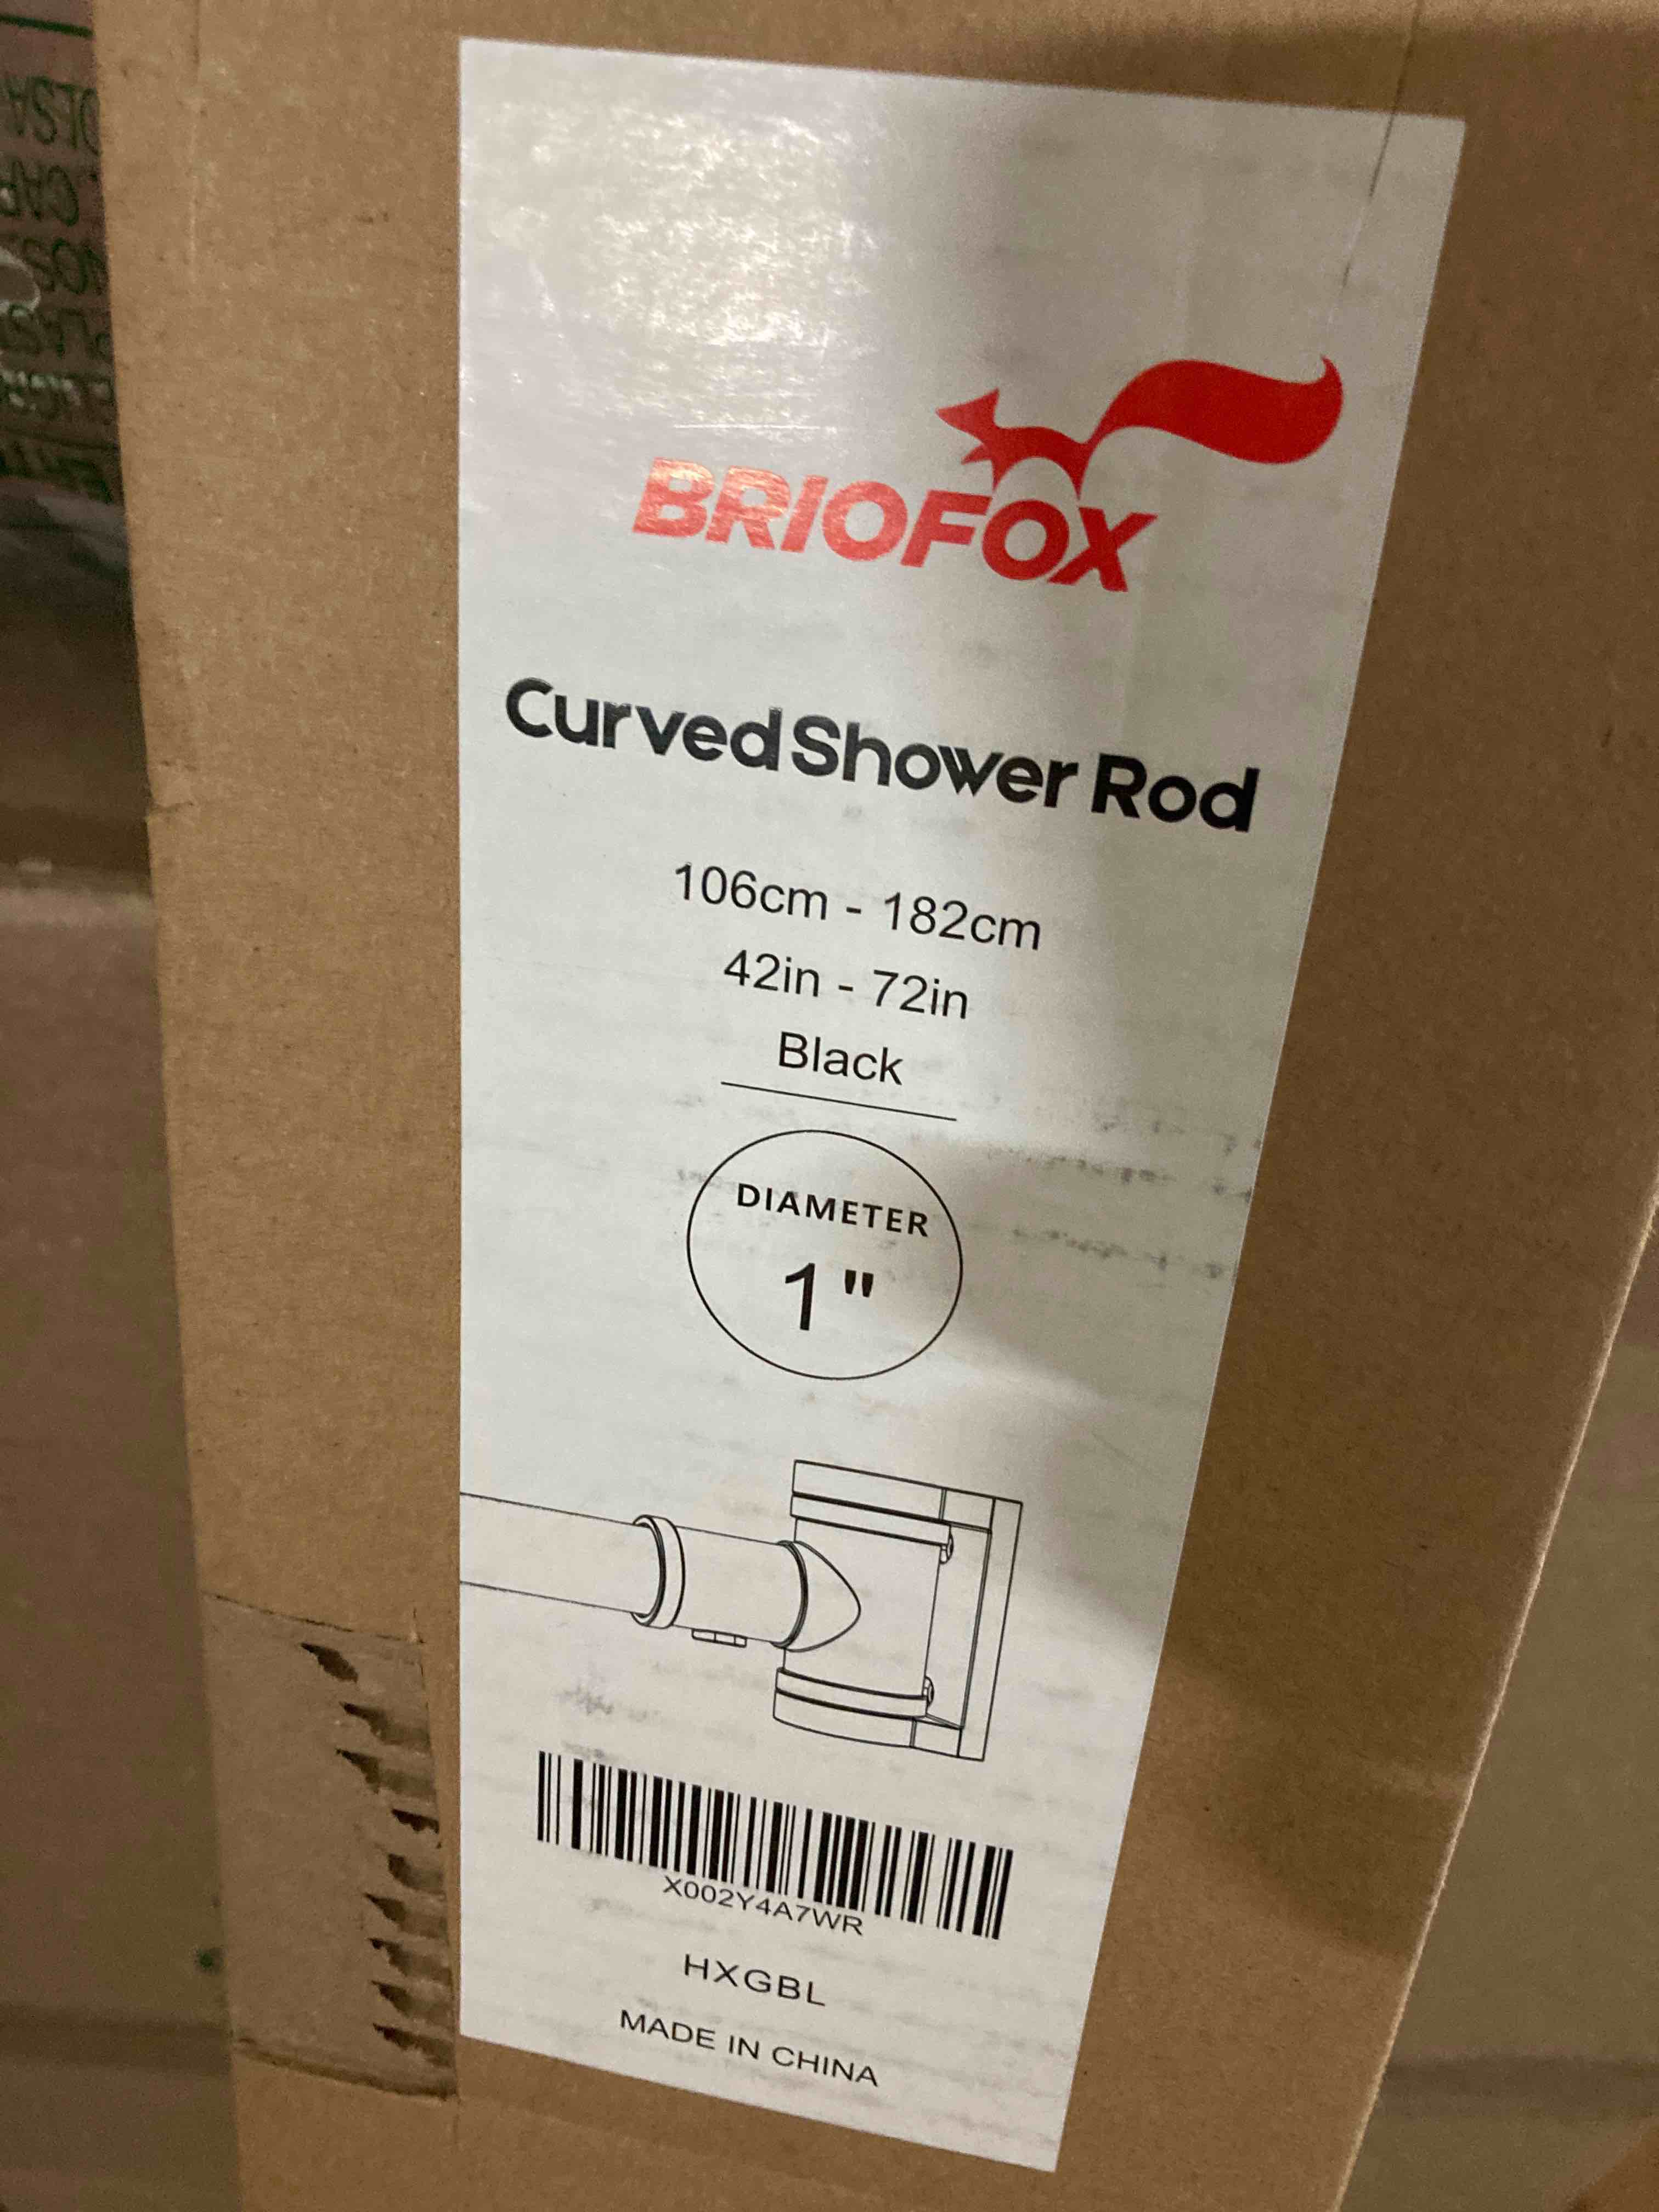 BRIOFOX
Curved Shower Rod
106cm - 182cm
42in - 72in
Black
DIAMETER
1"
X002Y4A7WR
HXGBL
MADE IN CHINA